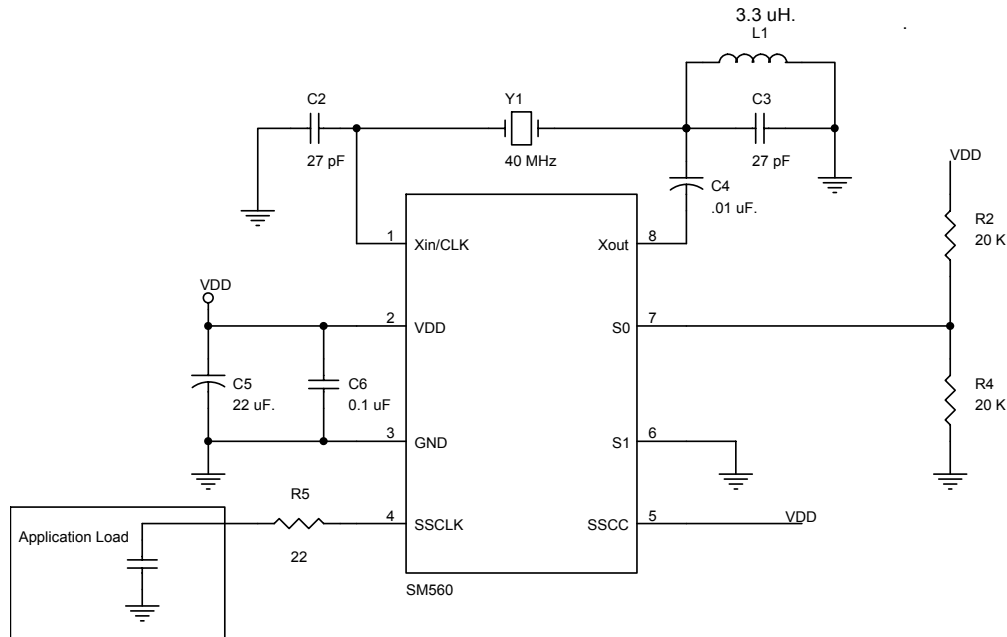 3.3 uH.
L1
C2
Y1
C3
27 pF
40 MHz
27 pF
VDD
C4
.01 uF.
R2
20 K
1
Xin/CLK
Xout
8
VDD
2
VDD
S0
7
C5
22 uF.
C6
0.1 uF
R4
20 K
3
GND
S1
6
R5
4
SSCLK
SSCC
5
VDD
Application Load
22
SM560